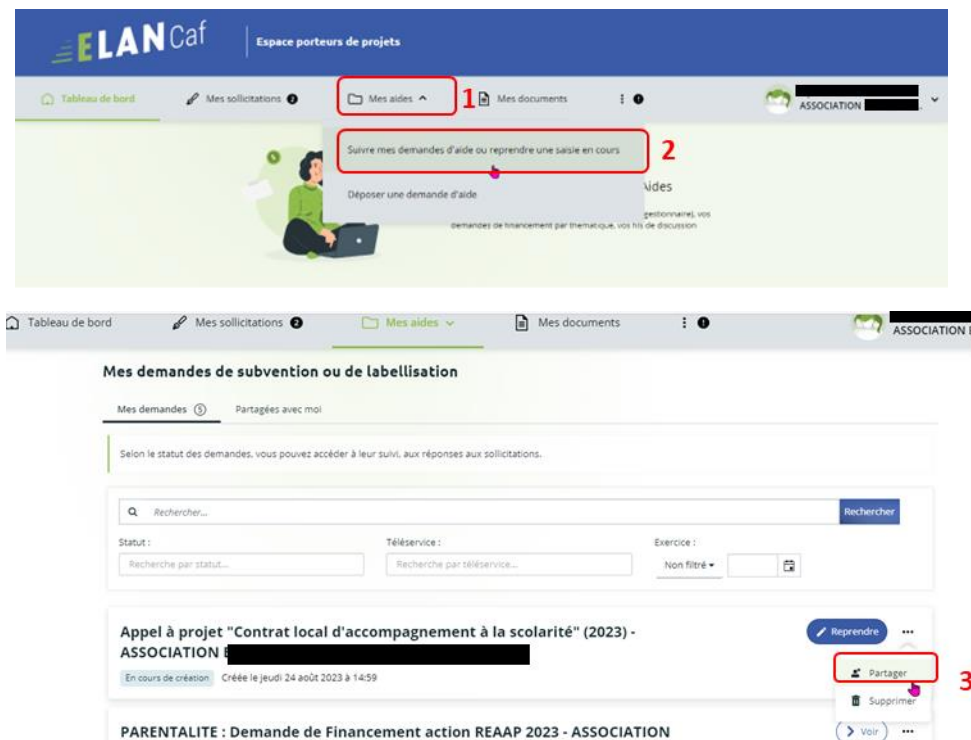 ELAN Caf
Espace porteurs de projets
Tableau de bord
Mes sollicitations 2
Mes aides
1
Mes documents
ASSOCIATION
Suivre mes demandes d'aide ou reprendre une saisie en cours
2
Déposer une demande d'aide
Aides
gestionnaire), vos
demandes de financement par thématique, vos fils de discussion
Tableau de bord
Mes sollicitations 2
Mes aides
Mes documents
ASSOCIATION
Mes demandes de subvention ou de labellisation
Mes demandes 5
Partagées avec moi
Selon le statut des demandes, vous pouvez accéder à leur suivi, aux réponses aux sollicitations.
Rechercher...
Rechercher
Statut :
Téléservice :
Exercice :
Recherche par statut...
Recherche par téléservice...
Non filtré
Appel à projet "Contrat local d'accompagnement à la scolarité" (2023) -
ASSOCIATION
Reprendre
En cours de création
Créée le jeudi 24 août 2023 à 14:59
Partager
3
Supprimer
PARENTALITE : Demande de Financement action REAAP 2023 - ASSOCIATION
Voir